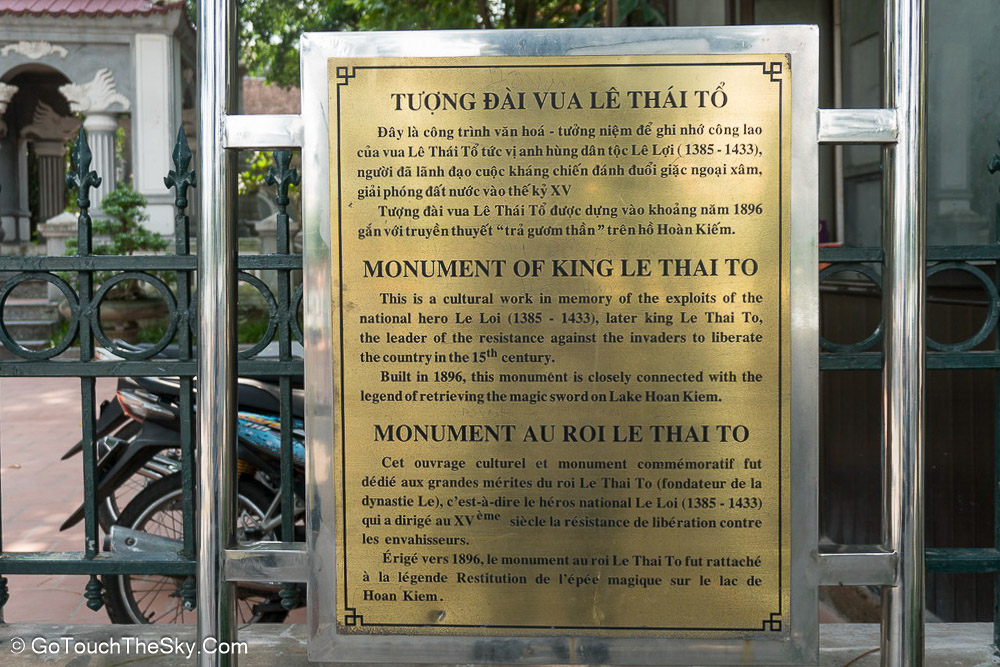 TƯỢNG ĐÀI VUA LÊ THÁI TỔ
Đây là công trình văn hoá - tưởng niệm để ghi nhớ công lao
của vua Lê Thái Tổ tức vị anh hùng dân tộc Lê Lợi (1385 - 1433),
người đã lãnh đạo cuộc kháng chiến đánh đuổi giặc ngoại xâm,
giải phóng đất nước vào thế kỷ XV
Tượng đài vua Lê Thái Tổ được dựng vào khoảng năm 1896
gắn với truyền thuyết “trả gươm thần” trên hồ Hoàn Kiếm.
MONUMENT OF KING LE THAI TO
This is a cultural work in memory of the exploits of the
national hero Le Loi (1385 - 1433), later king Le Thai To,
the leader of the resistance against the invaders to liberate
the country in the 15th century.
Built in 1896, this monument is closely connected with the
legend of retrieving the magic sword on Lake Hoan Kiem.
MONUMENT AU ROI LE THAI TO
Cet ouvrage culturel et monument commémoratif fut
dédié aux grandes mérites du roi Le Thai To (fondateur de la
dynastie Le), c’est-à-dire le héros national Le Loi (1385 - 1433)
qui a dirigé au XVème siècle la résistance de libération contre
les envahisseurs.
Érigé vers 1896, le monument au roi Le Thai To fut rattaché
à la légende Restitution de l’épée magique sur le lac de
Hoan Kiem.
© GoTouchTheSky.Com